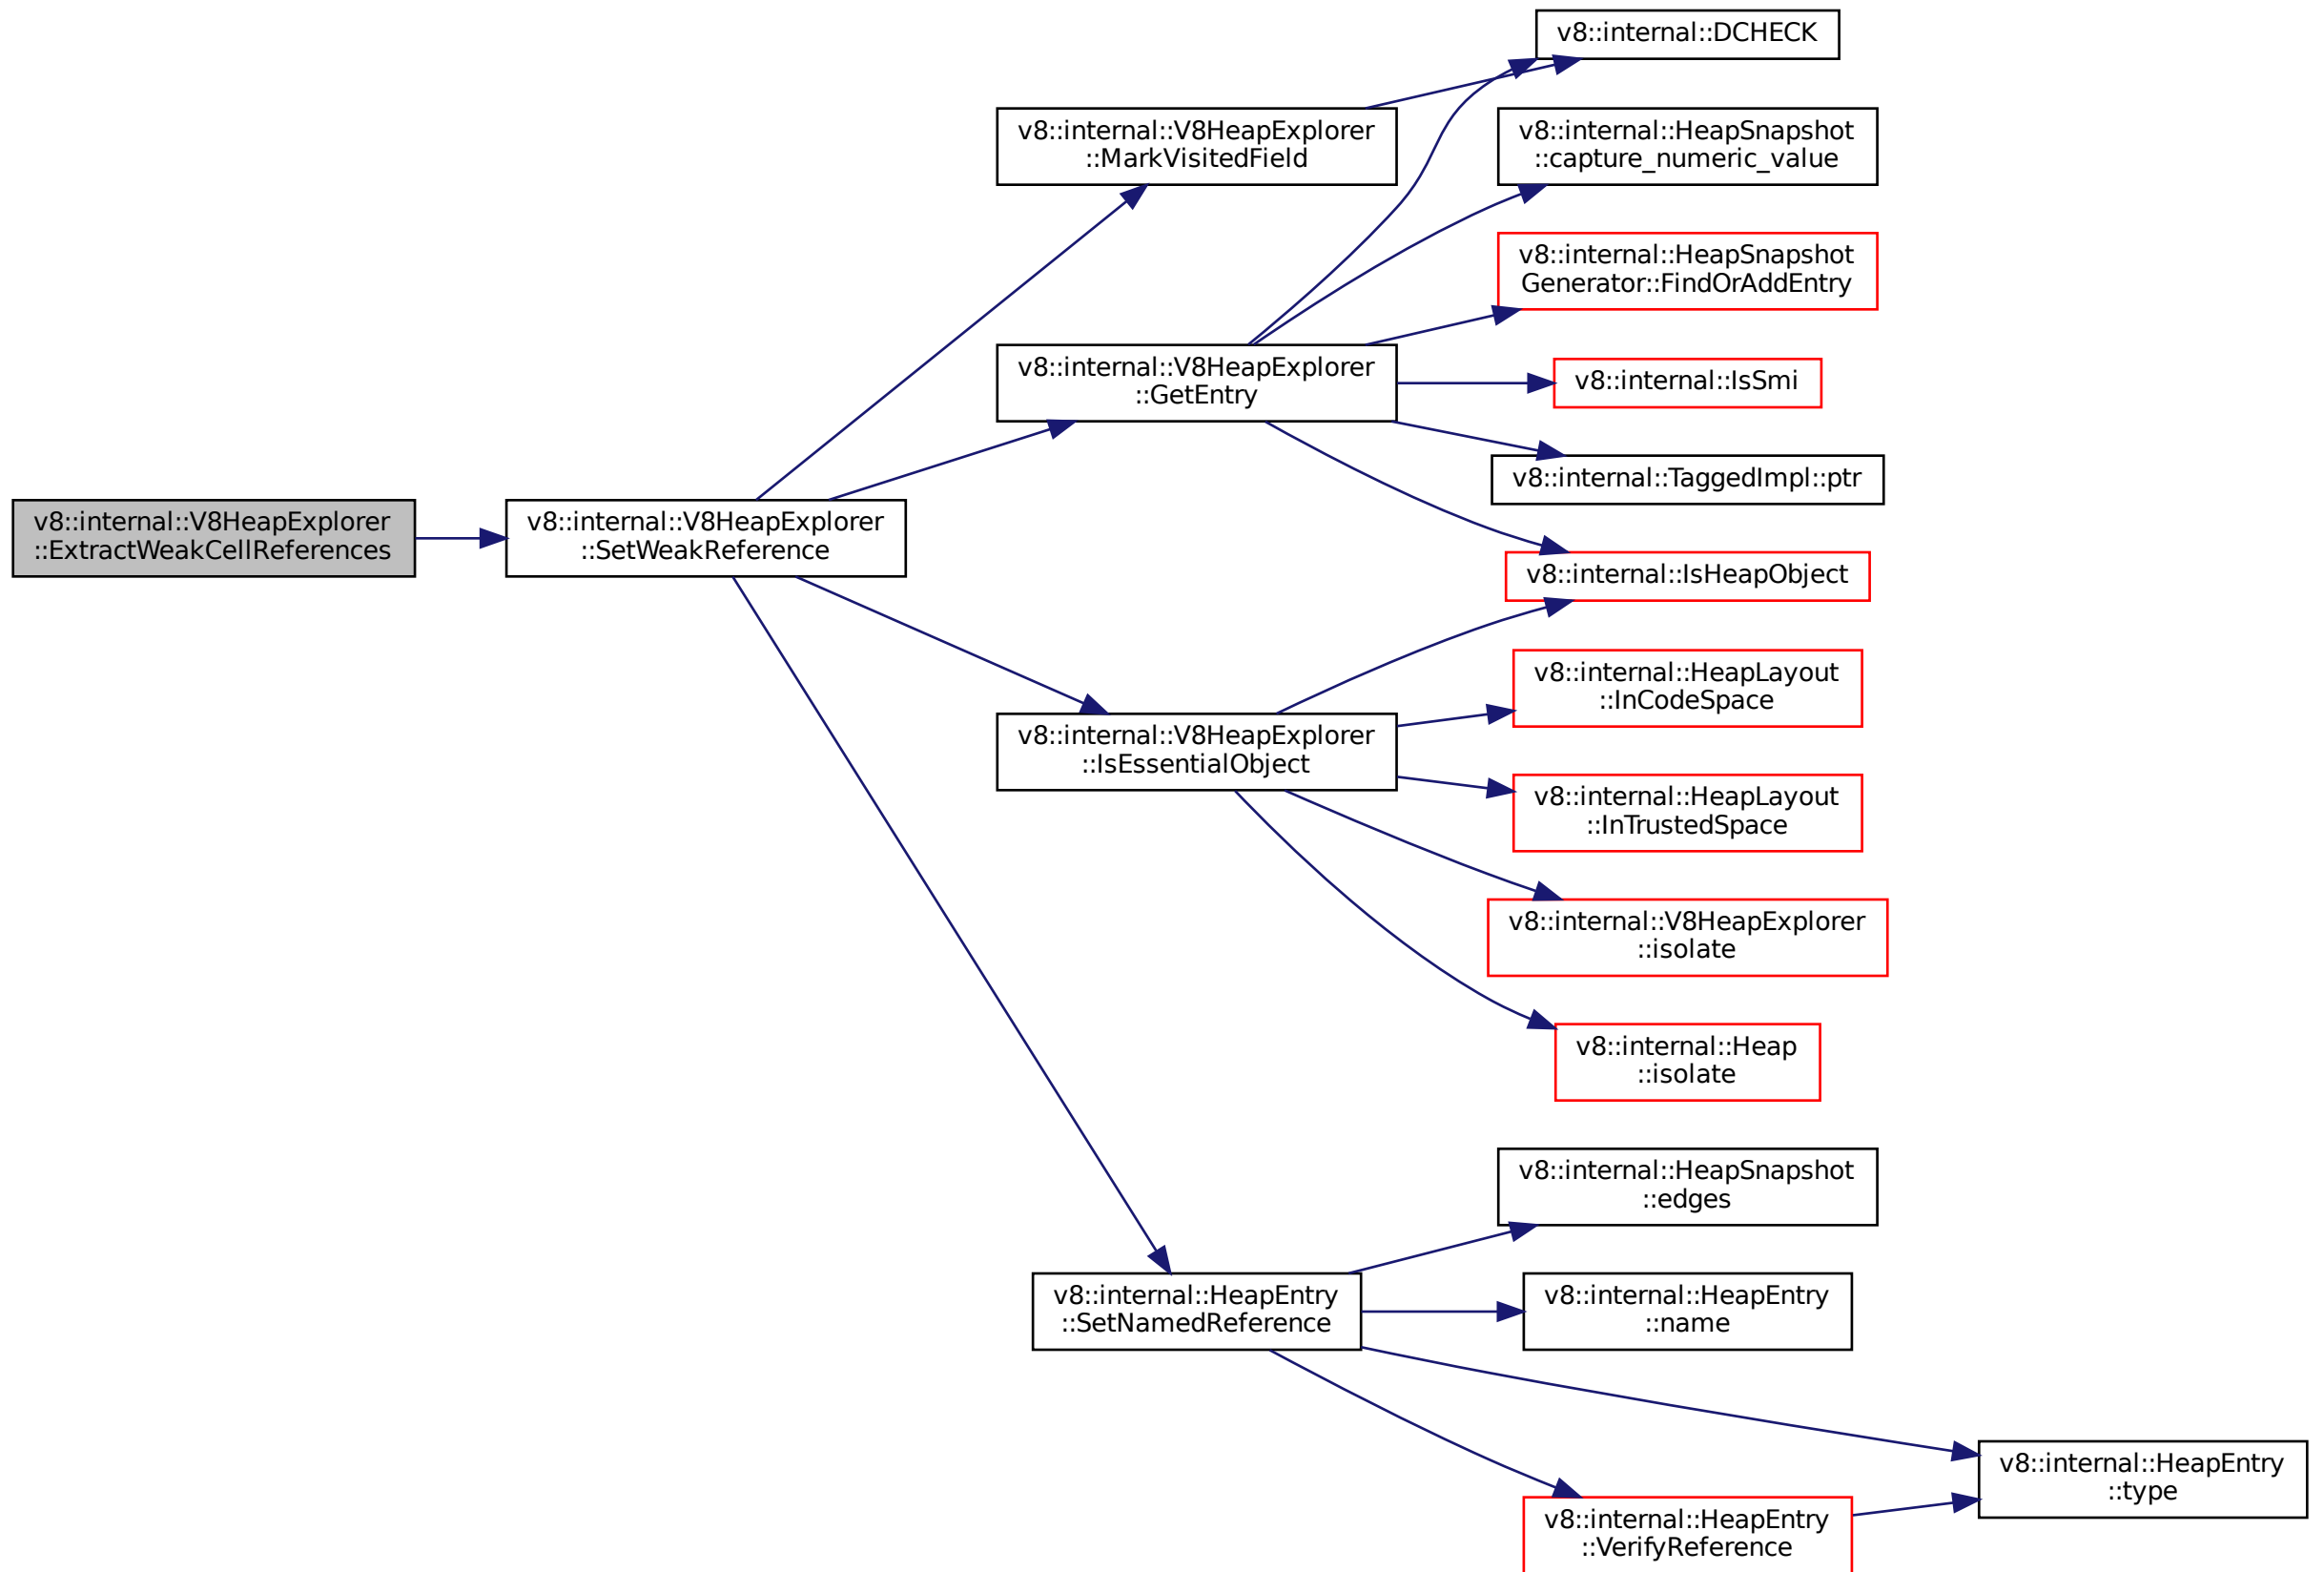 v8::internal::DCHECK
v8::internal::V8HeapExplorer
::MarkVisitedField
v8::internal::HeapSnapshot
::capture_numeric_value
v8::internal::HeapSnapshot
Generator::FindOrAddEntry
v8::internal::V8HeapExplorer
::GetEntry
v8::internal::IsSmi
v8::internal::TaggedImpl::ptr
v8::internal::V8HeapExplorer
::ExtractWeakCellReferences
v8::internal::V8HeapExplorer
::SetWeakReference
v8::internal::IsHeapObject
v8::internal::HeapLayout
::InCodeSpace
v8::internal::V8HeapExplorer
::IsEssentialObject
v8::internal::HeapLayout
::InTrustedSpace
v8::internal::V8HeapExplorer
::isolate
v8::internal::Heap
::isolate
v8::internal::HeapSnapshot
::edges
v8::internal::HeapEntry
::SetNamedReference
v8::internal::HeapEntry
::name
v8::internal::HeapEntry
::type
v8::internal::HeapEntry
::VerifyReference